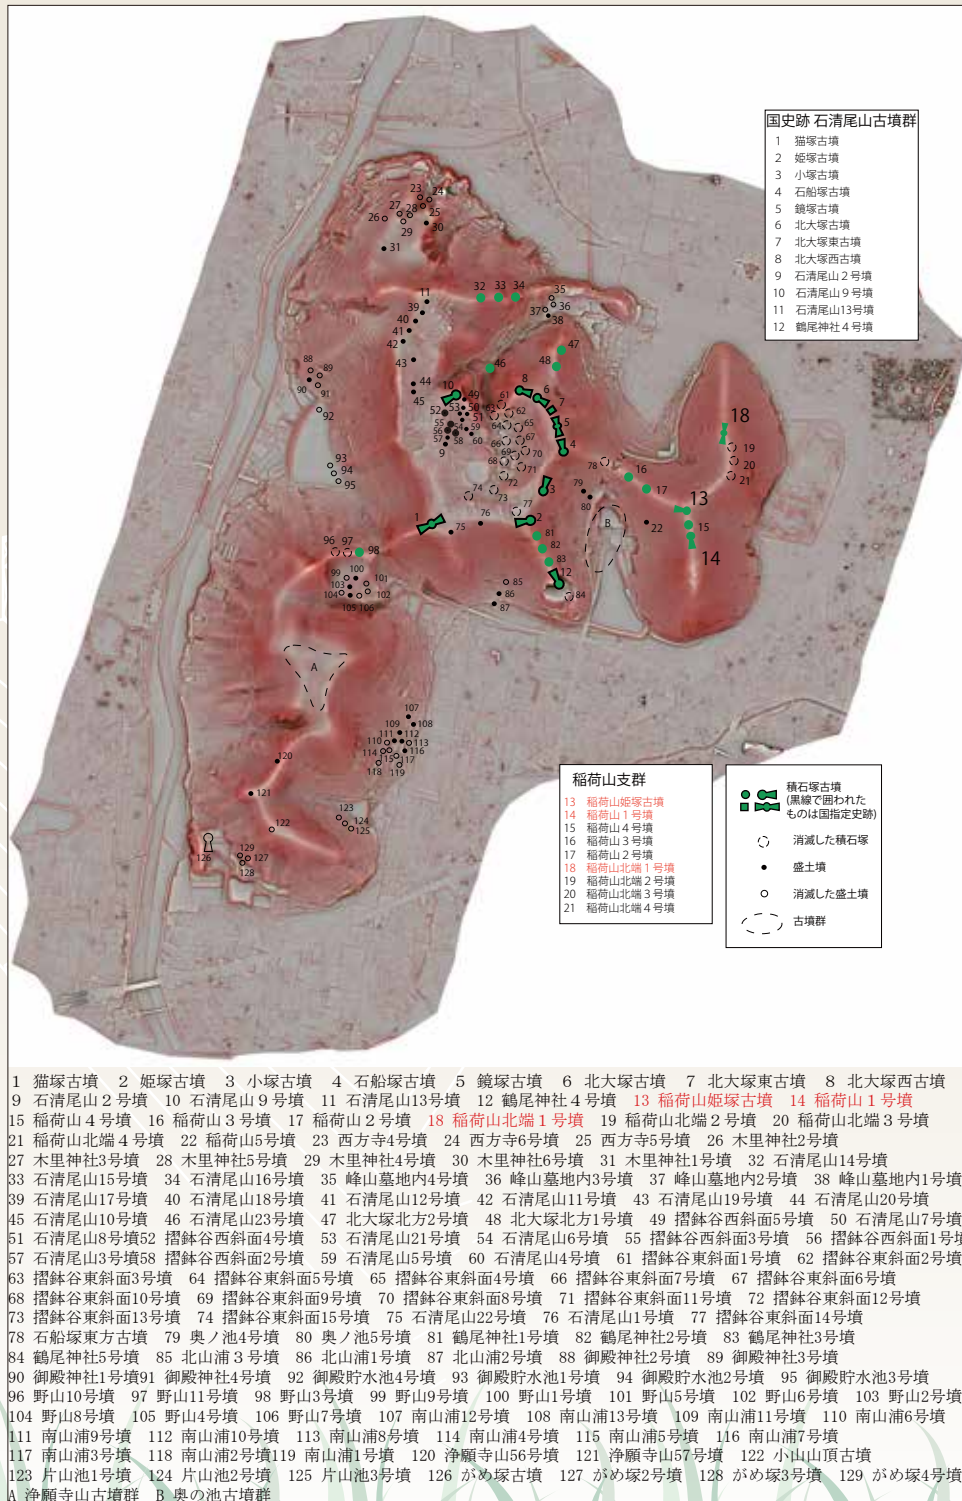 国史跡 石清尾山古墳群
1 猫塚古墳
2 姫塚古墳
3 小塚古墳
4 石船塚古墳
5 鏡塚古墳
6 北大塚古墳
7 北大塚東古墳
8 北大塚西古墳
9 石清尾山２号墳
10 石清尾山９号墳
11 石清尾山13号墳
12 鶴尾神社４号墳
稲荷山支群
13 稲荷山姫塚古墳
14 稲荷山１号墳
15 稲荷山４号墳
16 稲荷山３号墳
17 稲荷山２号墳
18 稲荷山北端１号墳
19 稲荷山北端２号墳
20 稲荷山北端３号墳
21 稲荷山北端４号墳
積石塚古墳
(黒線で囲われた
ものは国指定史跡)
消滅した積石塚
盛土墳
消滅した盛土墳
古墳群
1 猫塚古墳 2 姫塚古墳 3 小塚古墳 4 石船塚古墳 5 鏡塚古墳 6 北大塚古墳 7 北大塚東古墳 8 北大塚西古墳
9 石清尾山２号墳 10 石清尾山９号墳 11 石清尾山13号墳 12 鶴尾神社４号墳 13 稲荷山姫塚古墳 14 稲荷山１号墳
15 稲荷山４号墳 16 稲荷山３号墳 17 稲荷山２号墳 18 稲荷山北端１号墳 19 稲荷山北端２号墳 20 稲荷山北端３号墳
21 稲荷山北端４号墳 22 稲荷山5号墳 23 西方寺4号墳 24 西方寺6号墳 25 西方寺5号墳 26 木里神社2号墳
27 木里神社3号墳 28 木里神社5号墳 29 木里神社4号墳 30 木里神社6号墳 31 木里神社1号墳 32 石清尾山14号墳
33 石清尾山15号墳 34 石清尾山16号墳 35 峰山墓地内4号墳 36 峰山墓地内3号墳 37 峰山墓地内2号墳 38 峰山墓地内1号墳
39 石清尾山17号墳 40 石清尾山18号墳 41 石清尾山12号墳 42 石清尾山11号墳 43 石清尾山19号墳 44 石清尾山20号墳
45 石清尾山10号墳 46 石清尾山23号墳 47 北大塚北方2号墳 48 北大塚北方1号墳 49 摺鉢谷西斜面5号墳 50 石清尾山7号墳
51 石清尾山8号墳52 摺鉢谷西斜面4号墳 53 石清尾山21号墳 54 石清尾山6号墳 55 摺鉢谷西斜面3号墳 56 摺鉢谷西斜面1号墳
57 石清尾山3号墳58 摺鉢谷西斜面2号墳 59 石清尾山5号墳 60 石清尾山4号墳 61 摺鉢谷東斜面1号墳 62 摺鉢谷東斜面2号墳
63 摺鉢谷東斜面3号墳 64 摺鉢谷東斜面5号墳 65 摺鉢谷東斜面4号墳 66 摺鉢谷東斜面7号墳 67 摺鉢谷東斜面6号墳
68 摺鉢谷東斜面10号墳 69 摺鉢谷東斜面9号墳 70 摺鉢谷東斜面8号墳 71 摺鉢谷東斜面11号墳 72 摺鉢谷東斜面12号墳
73 摺鉢谷東斜面13号墳 74 摺鉢谷東斜面15号墳 75 石清尾山22号墳 76 石清尾山1号墳 77 摺鉢谷東斜面14号墳
78 石船塚東方古墳 79 奥ノ池4号墳 80 奥ノ池5号墳 81 鶴尾神社1号墳 82 鶴尾神社2号墳 83 鶴尾神社3号墳
84 鶴尾神社5号墳 85 北山浦３号墳 86 北山浦1号墳 87 北山浦2号墳 88 御殿神社2号墳 89 御殿神社3号墳
90 御殿神社1号墳91 御殿神社4号墳 92 御殿貯水池4号墳 93 御殿貯水池1号墳 94 御殿貯水池2号墳 95 御殿貯水池3号墳
96 野山10号墳 97 野山11号墳 98 野山3号墳 99 野山9号墳 100 野山1号墳 101 野山5号墳 102 野山6号墳 103 野山2号墳
104 野山8号墳 105 野山4号墳 106 野山7号墳 107 南山浦12号墳 108 南山浦13号墳 109 南山浦11号墳 110 南山浦6号墳
111 南山浦9号墳 112 南山浦10号墳 113 南山浦8号墳 114 南山浦4号墳 115 南山浦5号墳 116 南山浦7号墳
117 南山浦3号墳 118 南山浦2号墳119 南山浦1号墳 120 浄願寺山56号墳 121 浄願寺山57号墳 122 小山山頂古墳
123 片山池1号墳 124 片山池2号墳 125 片山池3号墳 126 がめ塚古墳 127 がめ塚2号墳 128 がめ塚3号墳 129 がめ塚4号墳
A 浄願寺山古墳群 B 奥の池古墳群